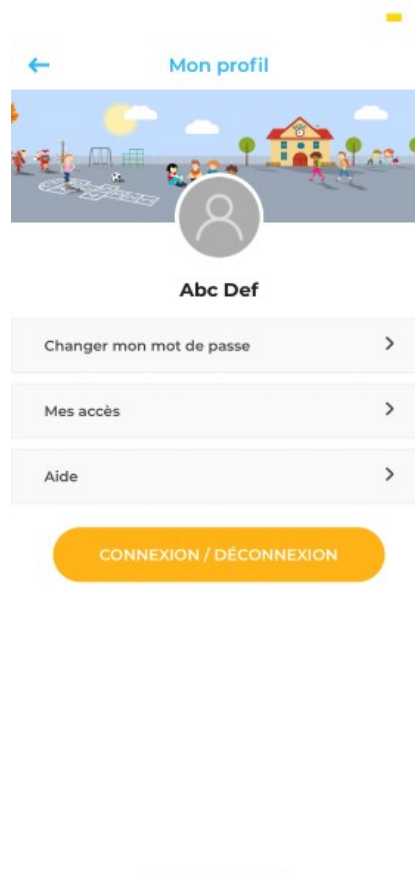 Mon profil
Abc Def
Changer mon mot de passe
Mes accès
Aide
CONNEXION / DÉCONNEXION